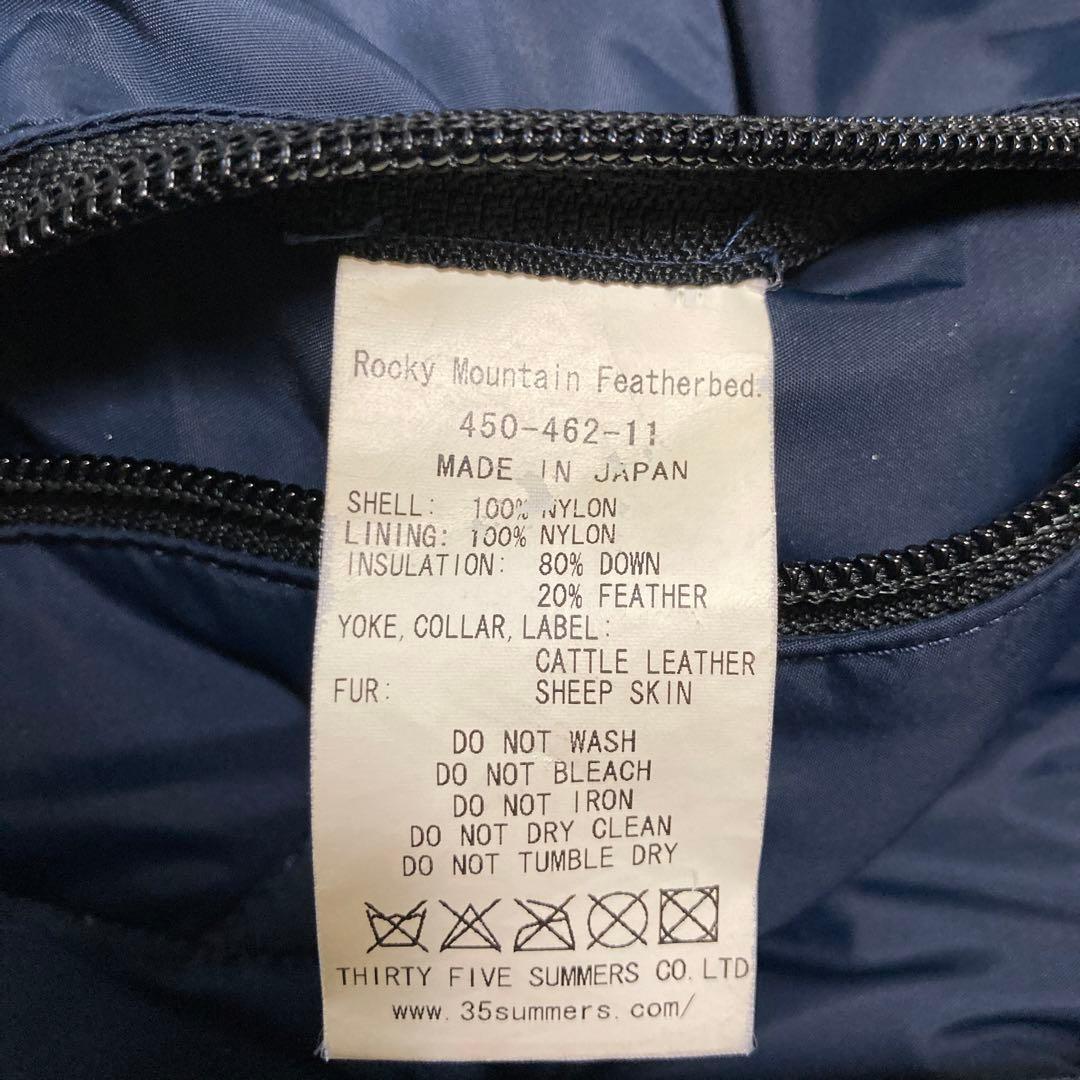 Rocky Mountain Featherbed.
450-462-11
MADE IN JAPAN
SHELL: 100% NYLON
LINING: 100% NYLON
INSULATION: 80% DOWN
20% FEATHER
YOKE, COLLAR, LABEL:
CATTLE LEATHER
FUR: SHEEP SKIN
DO NOT WASH
DO NOT BLEACH
DO NOT IRON
DO NOT DRY CLEAN
DO NOT TUMBLE DRY
THIRTY FIVE SUMMERS CO. LTD
www.35summers.com/